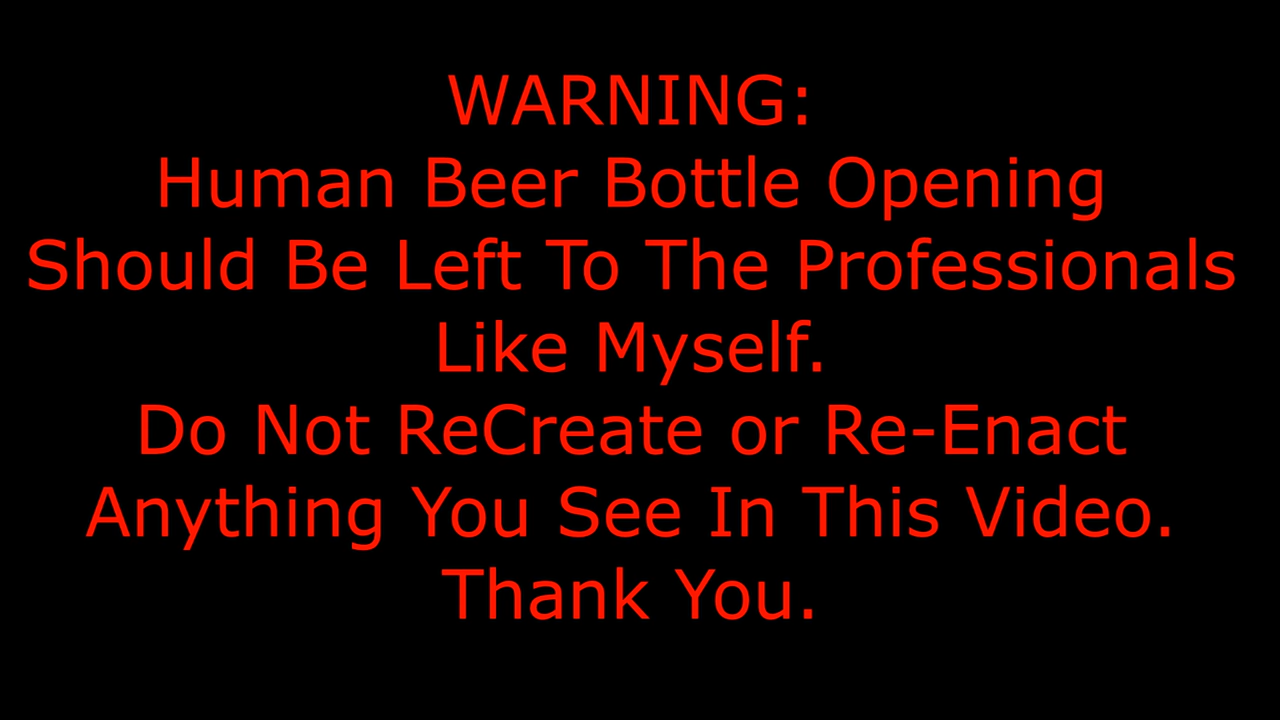 WARNING:
Human Beer Bottle Opening
Should Be Left To The Professionals
Like Myself.
Do Not ReCreate or Re-Enact
Anything You See In This Video.
Thank You.